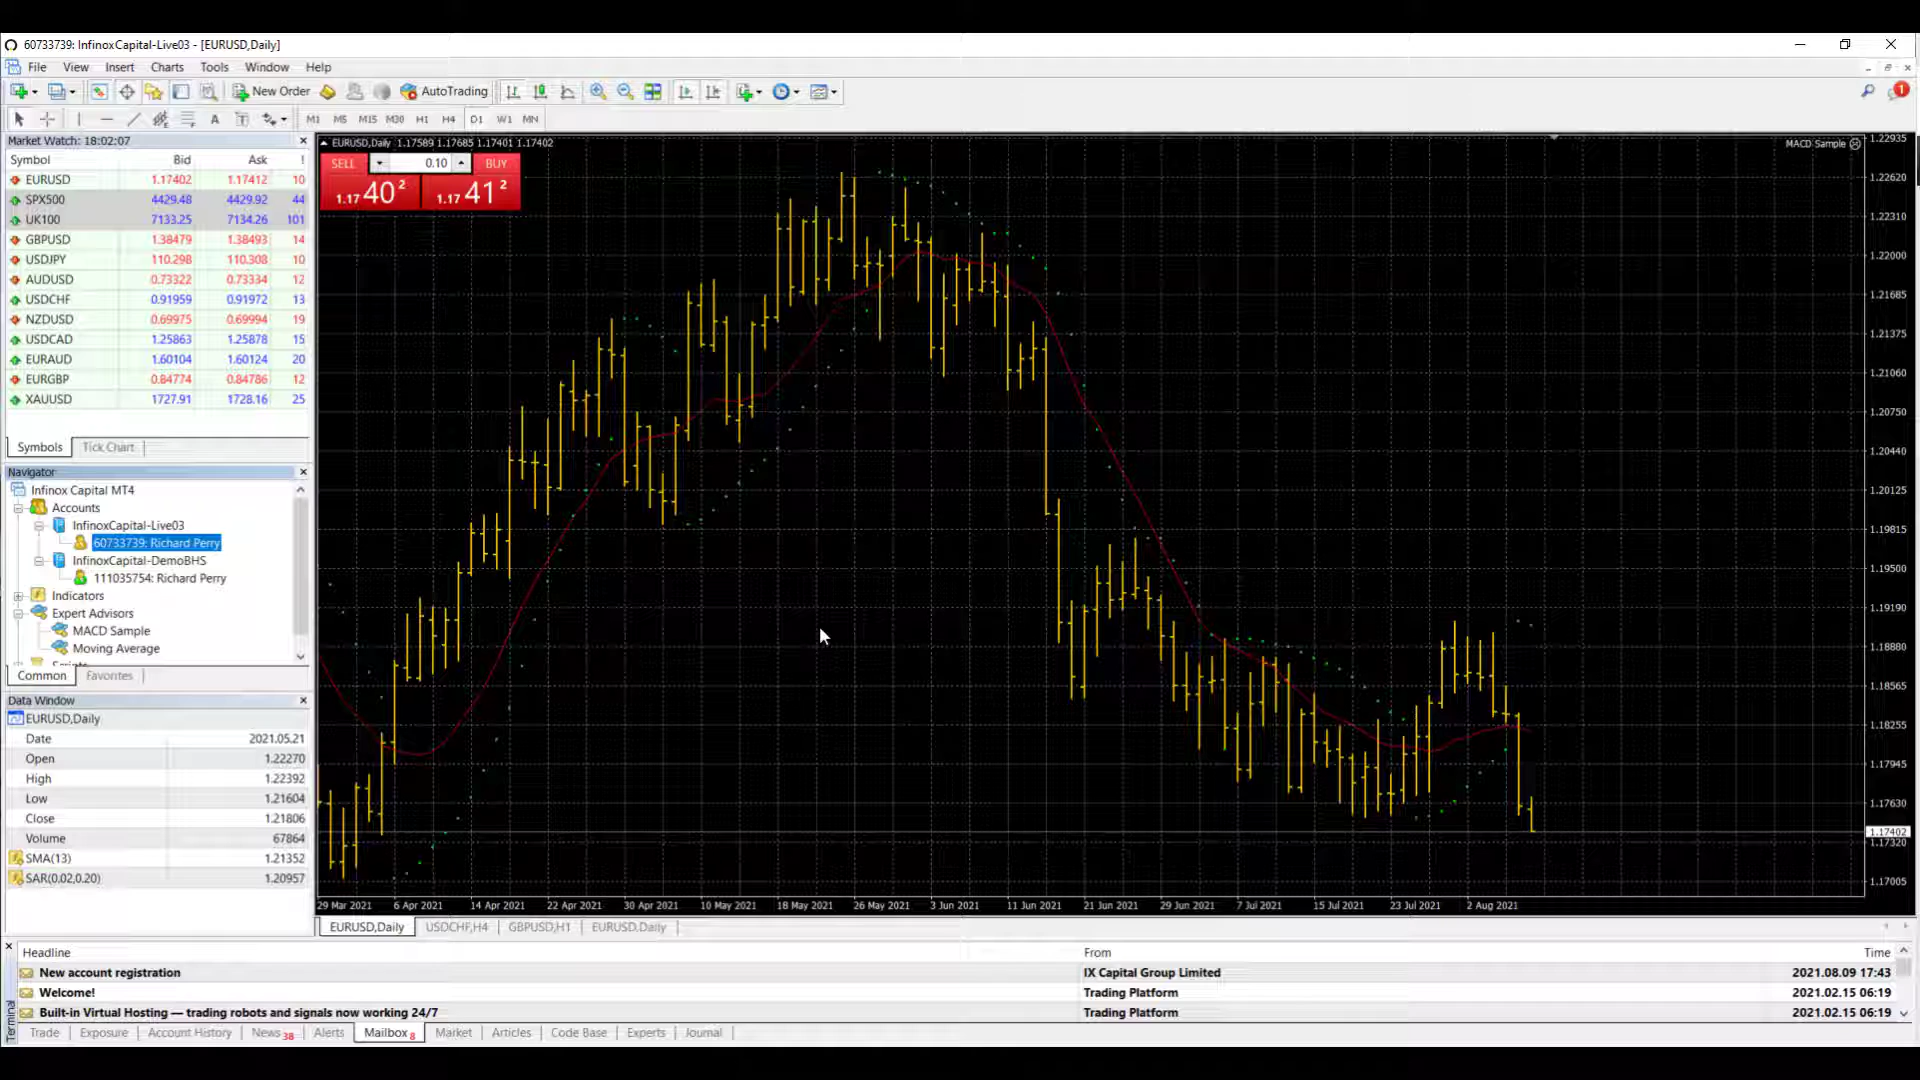 60733739: InfinoxCapital-Live03 - [EURUSD,Daily]
File View Insert Charts Tools Window Help
New Order AutoTrading 1
A T M1 M5 M15 M30 H1 H4 D1 W1 MN
Market Watch: 18:02:07
Symbol Bid Ask !
EURUSD 1.17402 1.17412 10
SPX500 4429.48 4429.92 44
UK100 7133.25 7134.26 101
GBPUSD 1.38479 1.38493 14
USDJPY 110.298 110.308 10
AUDUSD 0.73322 0.73334 12
USDCHF 0.91959 0.91972 13
NZDUSD 0.69975 0.69994 19
USDCAD 1.25863 1.25878 15
EURAUD 1.60104 1.60124 20
EURGBP 0.84774 0.84786 12
XAUUSD 1727.91 1728.16 25
Symbols Tick Chart
Navigator
Infinox Capital MT4
Accounts
InfinoxCapital-Live03
60733739: Richard Perry
InfinoxCapital-DemoBHS
111035754: Richard Perry
Indicators
Expert Advisors
MACD Sample
Moving Average
Scripts
Common Favorites
Data Window
EURUSD,Daily
Date 2021.05.21
Open 1.22270
High 1.22392
Low 1.21604
Close 1.21806
Volume 67864
SMA(13) 1.21352
SAR(0.02,0.20) 1.20957
EURUSD,Daily 1.17589 1.17685 1.17401 1.17402
MACD Sample
SELL 0.10 BUY
1.17 40 2 1.17 41 2
1.22935
1.22620
1.22310
1.22000
1.21685
1.21375
1.21060
1.20750
1.20440
1.20125
1.19815
1.19500
1.19190
1.18880
1.18565
1.18255
1.17945
1.17630
1.17402
1.17320
1.17005
29 Mar 2021 6 Apr 2021 14 Apr 2021 22 Apr 2021 30 Apr 2021 10 May 2021 18 May 2021 26 May 2021 3 Jun 2021 11 Jun 2021 21 Jun 2021 29 Jun 2021 7 Jul 2021 15 Jul 2021 23 Jul 2021 2 Aug 2021
EURUSD,Daily USDCHF,H4 GBPUSD,H1 EURUSD,Daily
Headline From Time
New account registration IX Capital Group Limited 2021.08.09 17:43
Welcome! Trading Platform 2021.02.15 06:19
Built-in Virtual Hosting — trading robots and signals now working 24/7 Trading Platform 2021.02.15 06:19
Terminal
Trade Exposure Account History News 38 Alerts Mailbox 8 Market Articles Code Base Experts Journal